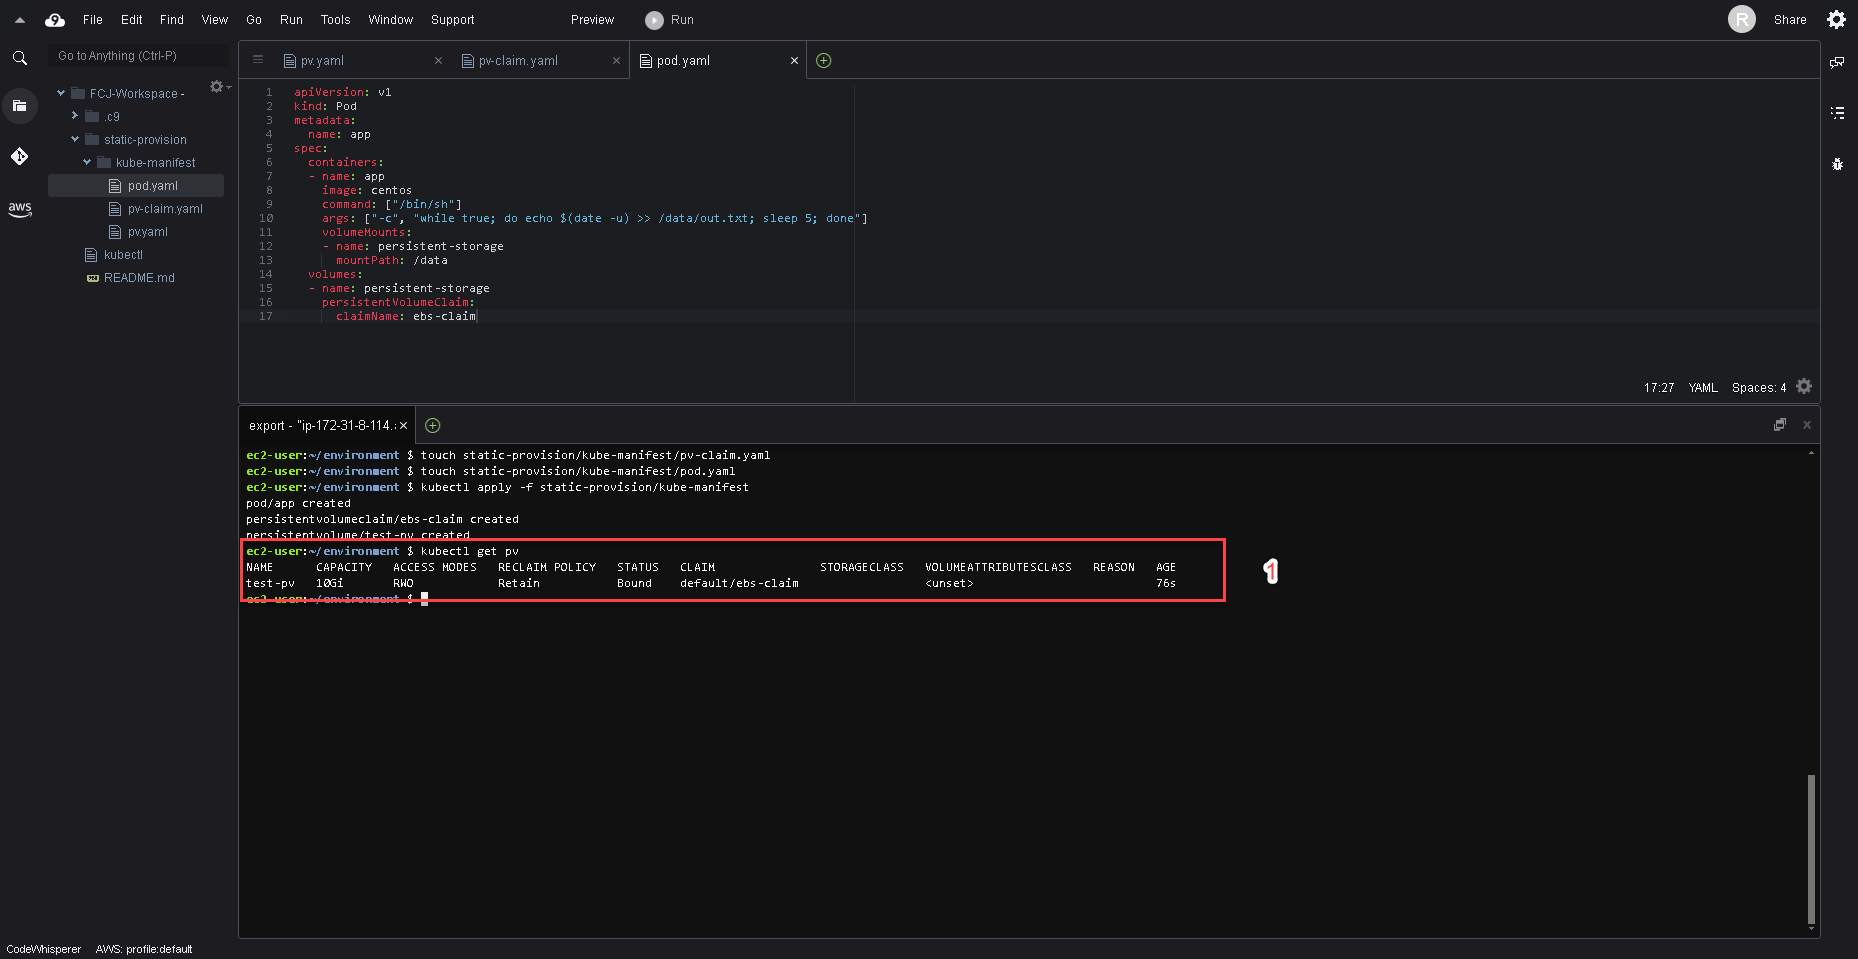 File Edit Find View Go Run Tools Window Support Preview Run R Share
Go to Anything (Ctrl-P)
FCJ-Workspace -
.c9
static-provision
kube-manifest
pod.yaml
pv-claim.yaml
pv.yaml
kubectl
README.md
aws
pv.yaml pv-claim.yaml pod.yaml
1 apiVersion: v1
2 kind: Pod
3 metadata:
4 name: app
5 spec:
6 containers:
7 - name: app
8 image: centos
9 command: ["/bin/sh"]
10 args: ["-c", "while true; do echo $(date -u) >> /data/out.txt; sleep 5; done"]
11 volumeMounts:
12 - name: persistent-storage
13 mountPath: /data
14 volumes:
15 - name: persistent-storage
16 persistentVolumeClaim:
17 claimName: ebs-claim
17:27 YAML Spaces: 4
export - "ip-172-31-8-114.
ec2-user:~/environment $ touch static-provision/kube-manifest/pv-claim.yaml
ec2-user:~/environment $ touch static-provision/kube-manifest/pod.yaml
ec2-user:~/environment $ kubectl apply -f static-provision/kube-manifest
pod/app created
persistentvolumeclaim/ebs-claim created
persistentvolume/test-pv created
ec2-user:~/environment $ kubectl get pv
NAME CAPACITY ACCESS MODES RECLAIM POLICY STATUS CLAIM STORAGECLASS VOLUMEATTRIBUTESCLASS REASON AGE
test-pv 10Gi RWO Retain Bound default/ebs-claim <unset> 76s
ec2-user:~/environment $
1
CodeWhisperer AWS: profile:default